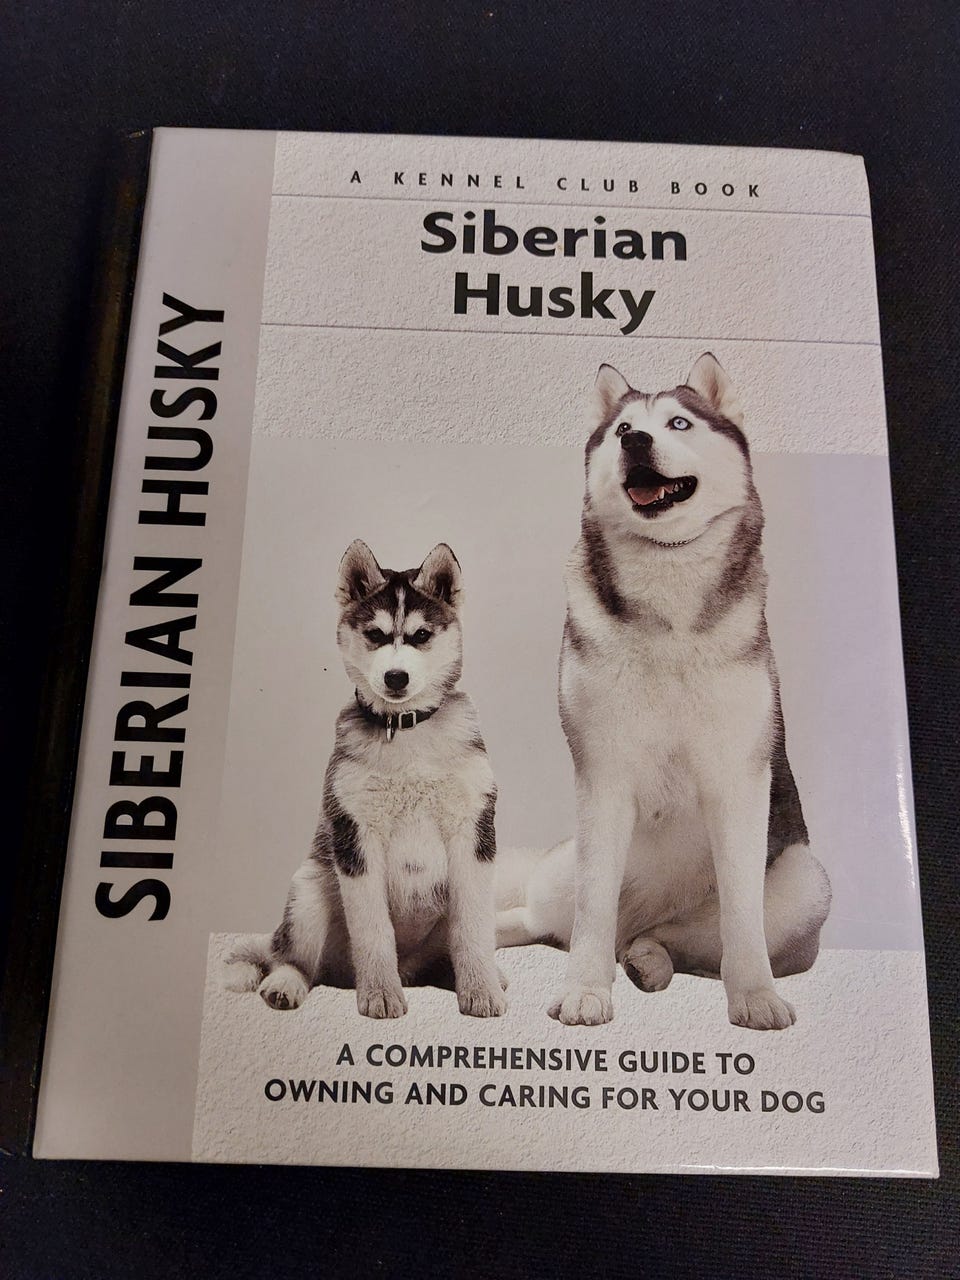 A KENNEL CLUB BOOK
Siberian
Husky
SIBERIAN HUSKY
A COMPREHENSIVE GUIDE TO
OWNING AND CARING FOR YOUR DOG